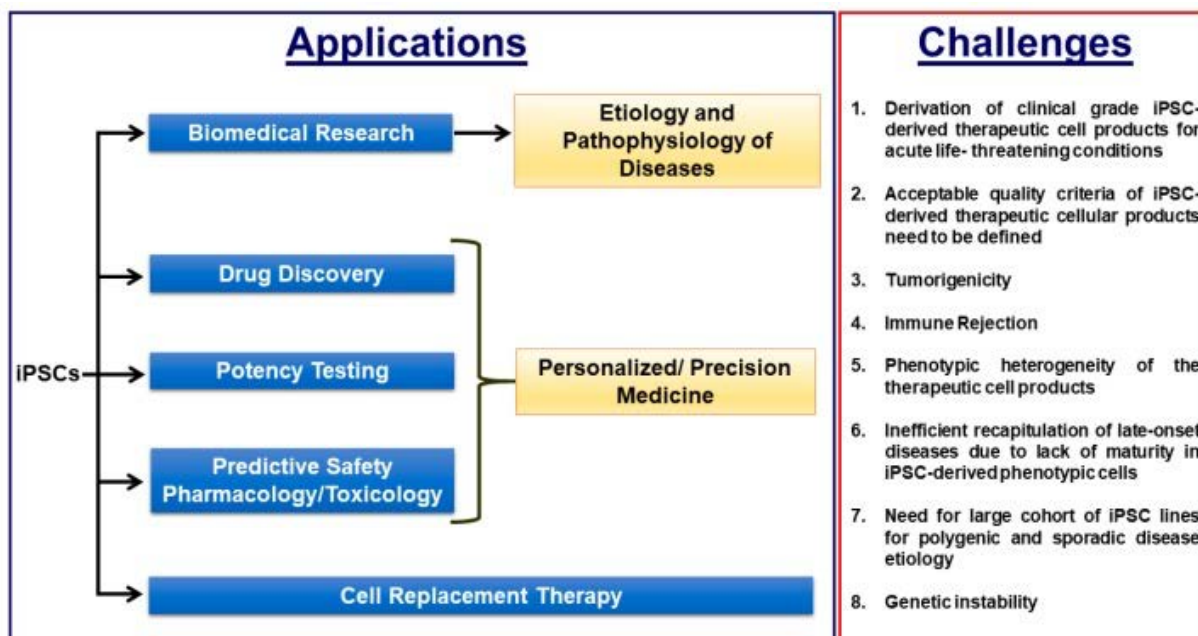 Applications
iPSCs
Biomedical Research
Etiology and
Pathophysiology of
Diseases
Drug Discovery
Potency Testing
Predictive Safety
Pharmacology/Toxicology
Personalized/ Precision
Medicine
Cell Replacement Therapy
Challenges
1. Derivation of clinical grade iPSC-
derived therapeutic cell products for
acute life- threatening conditions
2. Acceptable quality criteria of iPSC-
derived therapeutic cellular products
need to be defined
3. Tumorigenicity
4. Immune Rejection
5. Phenotypic heterogeneity of the
therapeutic cell products
6. Inefficient recapitulation of late-onset
diseases due to lack of maturity in
iPSC-derived phenotypic cells
7. Need for large cohort of iPSC lines
for polygenic and sporadic disease
etiology
8. Genetic instability